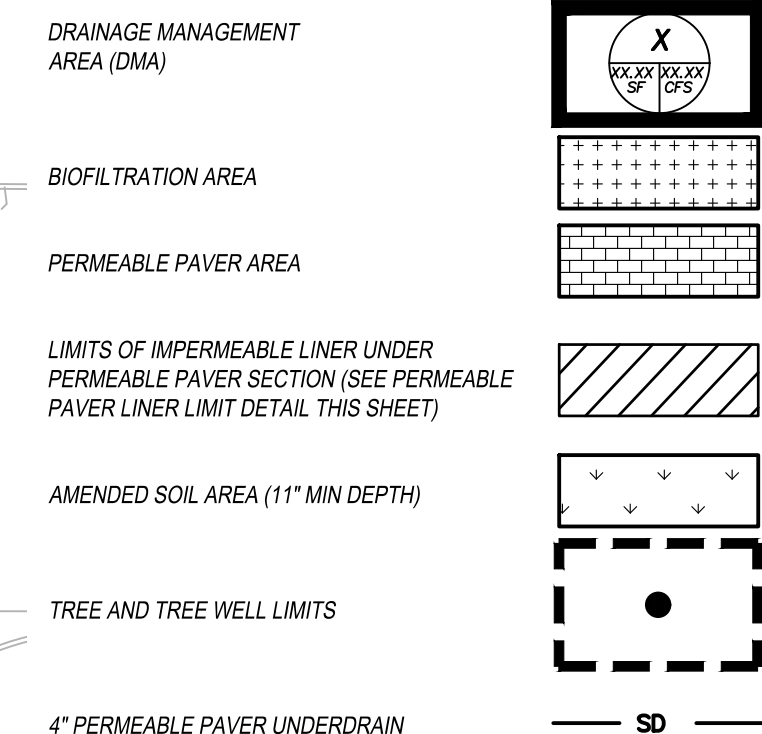 DRAINAGE MANAGEMENT
AREA (DMA)
X
XX.XX XX.XX
SF CFS
BIOFILTRATION AREA
PERMEABLE PAVER AREA
LIMITS OF IMPERMEABLE LINER UNDER
PERMEABLE PAVER SECTION (SEE PERMEABLE
PAVER LINER LIMIT DETAIL THIS SHEET)
AMENDED SOIL AREA (11" MIN DEPTH)
TREE AND TREE WELL LIMITS
4" PERMEABLE PAVER UNDERDRAIN
SD